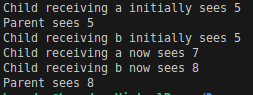 Child receiving a initially sees 5
Parent sees 5
Child receiving b initially sees 5
Child receiving a now sees 7
Child receiving b now sees 8
Parent sees 8